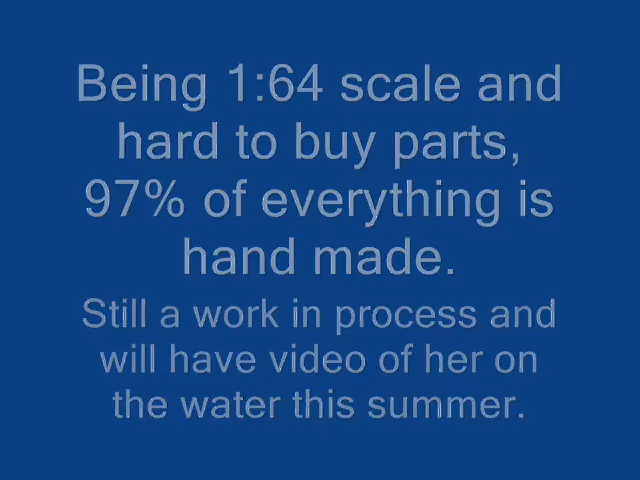 Being 1:64 scale and
hard to buy parts,
97% of everything is
hand made.
Still a work in process and
will have video of her on
the water this summer.